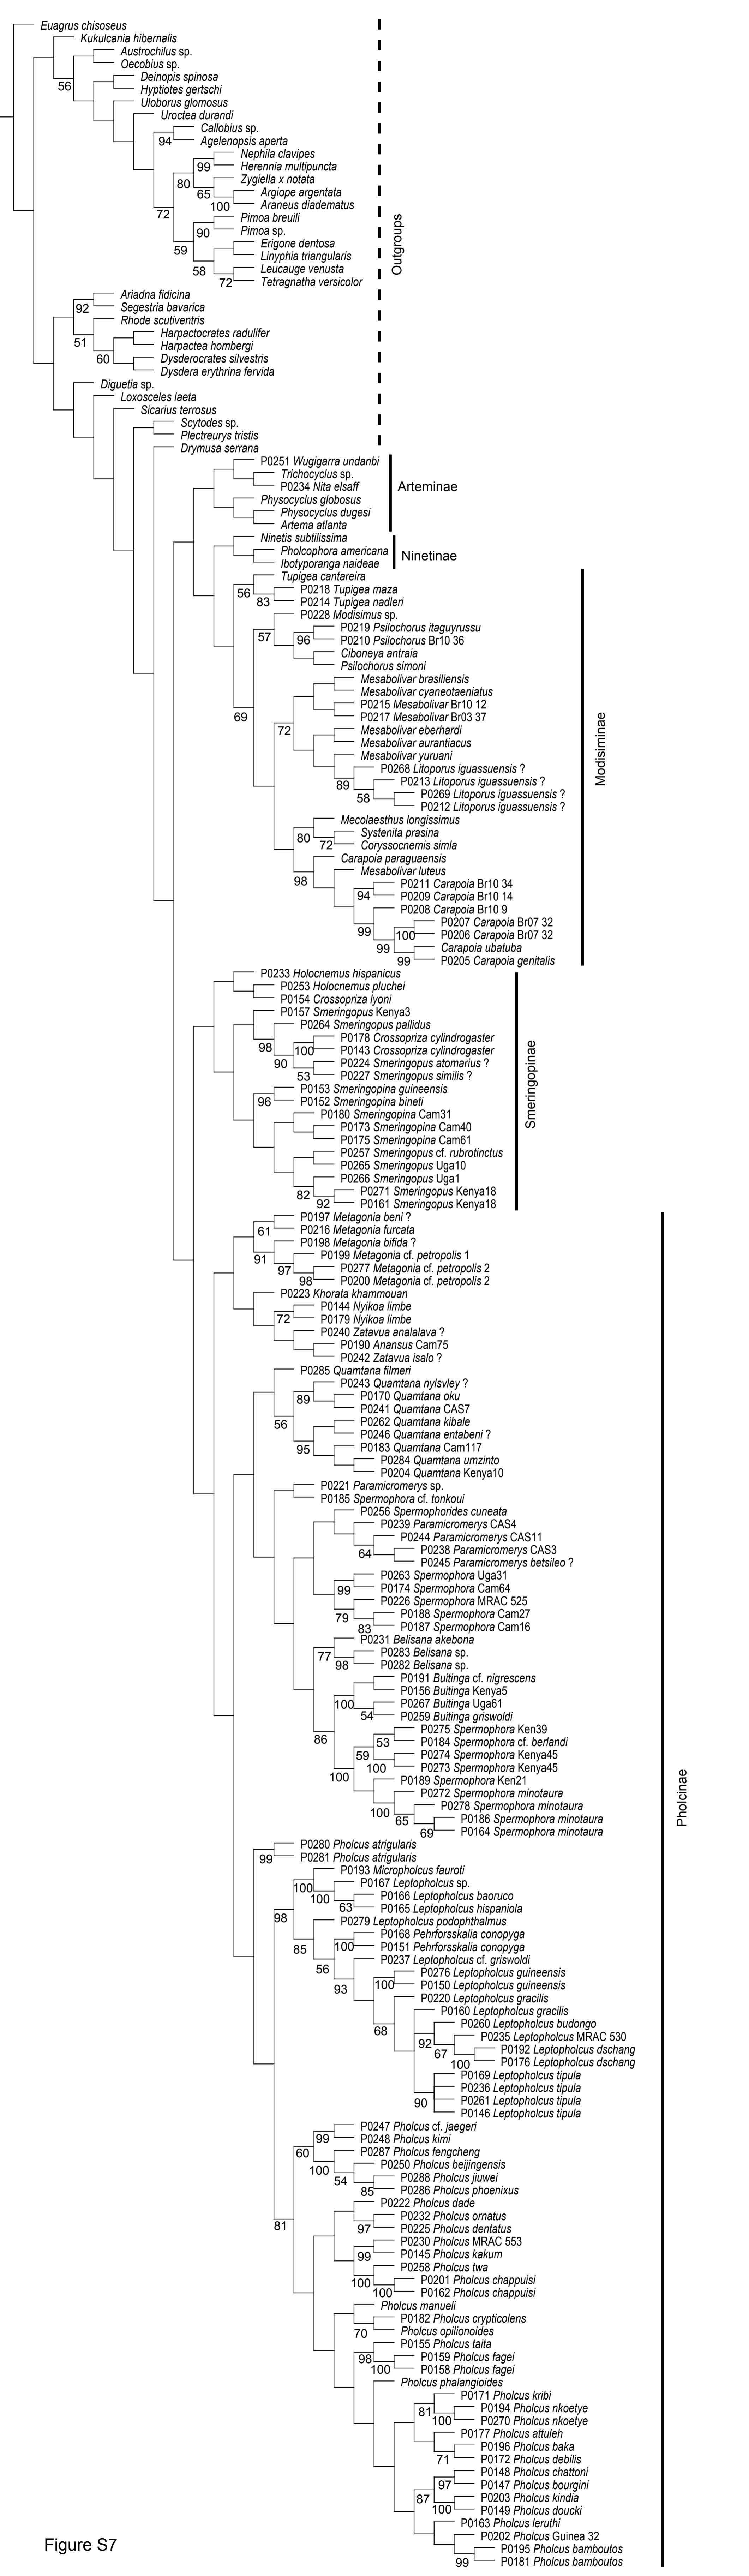 Euagrus chisoseus
Kukulcania hibernalis
Austrochilus sp.
Oecobius sp.
56
Deinopis spinosa
Hyptiotes gertschi
Uloborus glomosus
Uroctea durandi
Callobius sp.
94
Agelenopsis aperta
Nephila clavipes
99
Herennia multipuncta
80
Zygiella x notata
65
Argiope argentata
100
Araneus diadematus
72
Pimoa breuili
90
Pimoa sp.
59
Erigone dentosa
Linyphia triangularis
58
Leucauge venusta
72
Tetragnatha versicolor
Outgroups
Ariadna fidicina
92
Segestria bavarica
Rhode scutiventris
51
Harpactocrates radulifer
60
Harpactea hombergi
Dysderocrates silvestris
Dysdera erythrina fervida
Diguetia sp.
Loxosceles laeta
Sicarius terrosus
Scytodes sp.
Plectreurys tristis
Drymusa serrana
P0251 Wugigarra undanbi
Trichocyclus sp.
P0234 Nita elsaff
Arteminae
Physocyclus globosus
Physocyclus dugesi
Artema atlanta
Ninetis subtilissima
Pholcophora americana
Ninetinae
Ibotyporanga naideae
Tupigea cantareira
56
P0218 Tupigea maza
83
P0214 Tupigea nadleri
P0228 Modisimus sp.
57
P0219 Psilochorus itaguyrussu
96
P0210 Psilochorus Br10 36
Ciboneya antraia
Psilochorus simoni
Mesabolivar brasiliensis
Mesabolivar cyaneotaeniatus
P0215 Mesabolivar Br10 12
69
P0217 Mesabolivar Br03 37
72
Mesabolivar eberhardi
Mesabolivar aurantiacus
Mesabolivar yuruani
P0268 Litoporus iguassuensis ?
89
P0213 Litoporus iguassuensis ?
58
P0269 Litoporus iguassuensis ?
P0212 Litoporus iguassuensis ?
Modisiminae
Mecolaesthus longissimus
80
Systenita prasina
72
Coryssocnemis simla
Carapoia paraguaensis
98
Mesabolivar luteus
P0211 Carapoia Br10 34
94
P0209 Carapoia Br10 14
P0208 Carapoia Br10 9
99
P0207 Carapoia Br07 32
100
P0206 Carapoia Br07 32
99
Carapoia ubatuba
99
P0205 Carapoia genitalis
P0233 Holocnemus hispanicus
P0253 Holocnemus pluchei
P0154 Crossopriza lyoni
P0157 Smeringopus Kenya3
P0264 Smeringopus pallidus
98
P0178 Crossopriza cylindrogaster
100
P0143 Crossopriza cylindrogaster
90
P0224 Smeringopus atomarius ?
53
P0227 Smeringopus similis ?
P0153 Smeringopina guineensis
96
P0152 Smeringopina bineti
P0180 Smeringopina Cam31
P0173 Smeringopina Cam40
P0175 Smeringopina Cam61
P0257 Smeringopus cf. rubrotinctus
P0265 Smeringopus Uga10
P0266 Smeringopus Uga1
82
P0271 Smeringopus Kenya18
92
P0161 Smeringopus Kenya18
Smeringopinae
P0197 Metagonia beni ?
61
P0216 Metagonia furcata
P0198 Metagonia bifida ?
91
P0199 Metagonia cf. petropolis 1
97
P0277 Metagonia cf. petropolis 2
98
P0200 Metagonia cf. petropolis 2
P0223 Khorata khammouan
P0144 Nyikoa limbe
72
P0179 Nyikoa limbe
P0240 Zatavua analalava ?
P0190 Anansus Cam75
P0242 Zatavua isalo ?
P0285 Quamtana filmeri
P0243 Quamtana nylsvley ?
89
P0170 Quamtana oku
P0241 Quamtana CAS7
56
P0262 Quamtana kibale
P0246 Quamtana entabeni ?
95
P0183 Quamtana Cam117
P0284 Quamtana umzinto
P0204 Quamtana Kenya10
P0221 Paramicromerys sp.
P0185 Spermophora cf. tonkoui
P0256 Spermophorides cuneata
P0239 Paramicromerys CAS4
P0244 Paramicromerys CAS11
64
P0238 Paramicromerys CAS3
P0245 Paramicromerys betsileo ?
P0263 Spermophora Uga31
99
P0174 Spermophora Cam64
P0226 Spermophora MRAC 525
79
P0188 Spermophora Cam27
83
P0187 Spermophora Cam16
P0231 Belisana akebona
77
P0283 Belisana sp.
98
P0282 Belisana sp.
P0191 Buitinga cf. nigrescens
P0156 Buitinga Kenya5
100
P0267 Buitinga Uga61
54
P0259 Buitinga griswoldi
86
P0275 Spermophora Ken39
53
P0184 Spermophora cf. berlandi
59
P0274 Spermophora Kenya45
100
P0273 Spermophora Kenya45
100
P0189 Spermophora Ken21
P0272 Spermophora minotaura
100
P0278 Spermophora minotaura
65
P0186 Spermophora minotaura
69
P0164 Spermophora minotaura
Pholcinae
P0280 Pholcus atrigularis
99
P0281 Pholcus atrigularis
P0193 Micropholcus fauroti
100
P0167 Leptopholcus sp.
100
P0166 Leptopholcus baoruco
63
P0165 Leptopholcus hispaniola
98
P0279 Leptopholcus podophthalmus
P0168 Pehrforsskalia conopyga
85
100
P0151 Pehrforsskalia conopyga
56
P0237 Leptopholcus cf. griswoldi
P0276 Leptopholcus guineensis
93
100
P0150 Leptopholcus guineensis
P0220 Leptopholcus gracilis
P0160 Leptopholcus gracilis
68
P0260 Leptopholcus budongo
92
P0235 Leptopholcus MRAC 530
67
P0192 Leptopholcus dschang
100
P0176 Leptopholcus dschang
P0169 Leptopholcus tipula
P0236 Leptopholcus tipula
90
P0261 Leptopholcus tipula
P0146 Leptopholcus tipula
P0247 Pholcus cf. jaegeri
99
P0248 Pholcus kimi
60
P0287 Pholcus fengcheng
100
P0250 Pholcus beijingensis
54
P0288 Pholcus jiuwei
85
P0286 Pholcus phoenixus
P0222 Pholcus dade
P0232 Pholcus ornatus
81
97
P0225 Pholcus dentatus
P0230 Pholcus MRAC 553
99
P0145 Pholcus kakum
P0258 Pholcus twa
100
P0201 Pholcus chappuisi
100
P0162 Pholcus chappuisi
Pholcus manueli
P0182 Pholcus crypticolens
70
Pholcus opilionoides
P0155 Pholcus taita
98
P0159 Pholcus fagei
100
P0158 Pholcus fagei
Pholcus phalangioides
P0171 Pholcus kribi
81
P0194 Pholcus nkoetye
100
P0270 Pholcus nkoetye
P0177 Pholcus attuleh
P0196 Pholcus baka
71
P0172 Pholcus debilis
P0148 Pholcus chattoni
97
P0147 Pholcus bourgini
87
P0203 Pholcus kindia
100
P0149 Pholcus doucki
P0163 Pholcus leruthi
P0202 Pholcus Guinea 32
P0195 Pholcus bamboutos
99
P0181 Pholcus bamboutos
Figure S7